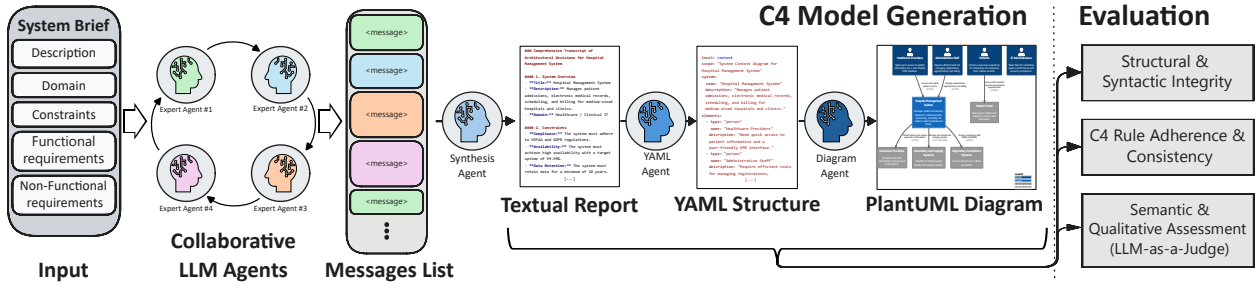 System Brief
Description
Domain
Constraints
Functional
requirements
Non-Functional
requirements
Input
Expert Agent #1
Expert Agent #2
Expert Agent #4
Expert Agent #3
Collaborative
LLM Agents
<message>
<message>
<message>
<message>
<message>
Messages List
C4 Model Generation
Synthesis
Agent
### Comprehensive Transcript of
Architectural Decisions for Hospital
Management System
#### 1. System Overview
- **Title:** Hospital Management System
- **Description:** Manages patient
admissions, electronic medical records,
scheduling, and billing for medium-sized
hospitals and clinics.
- **Domain:** Healthcare / Clinical IT
#### 2. Constraints
- **Compliance:** The system must adhere
to HIPAA and GDPR regulations.
- **Availability:** The system must
achieve high availability with a target
uptime of 99.99%.
- **Data Retention:** The system must
retain data for a minimum of 10 years.
[...]
Textual Report
YAML
Agent
level: context
scope: "System Context diagram for
Hospital Management System"
system:
name: "Hospital Management System"
description: "Manages patient
admissions, electronic medical records,
scheduling, and billing for
medium-sized hospitals and clinics."
elements:
- type: "person"
name: "Healthcare Providers"
description: "Need quick access to
patient information and a
user-friendly EMR interface."
- type: "person"
name: "Administrative Staff"
description: "Require efficient tools
for managing registrations,
[...]
YAML Structure
Diagram
Agent
PlantUML Diagram
Evaluation
Structural &
Syntactic Integrity
C4 Rule Adherence &
Consistency
Semantic &
Qualitative Assessment
(LLM-as-a-Judge)